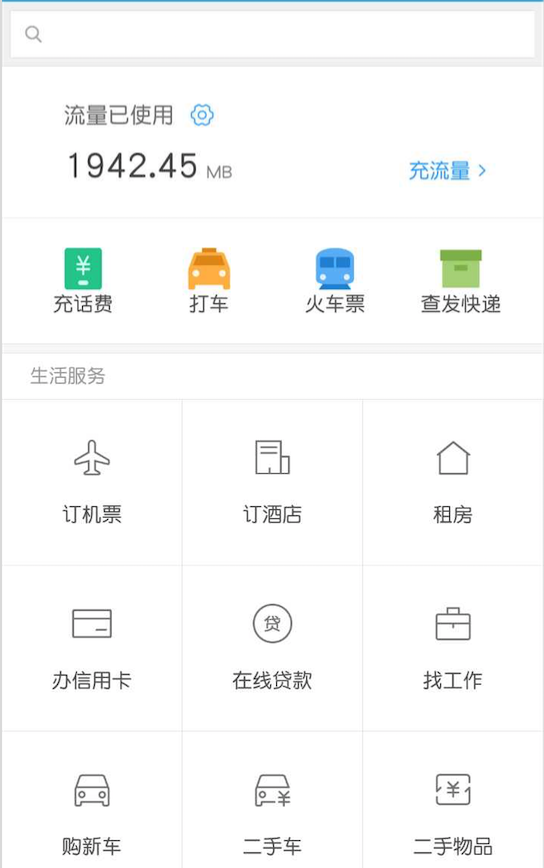 流量已使用
1942.45 MB
充流量
¥
充话费 打车 火车票 查发快递
生活服务
订机票 订酒店 租房
贷
办信用卡 在线贷款 找工作
¥ ¥
购新车 二手车 二手物品